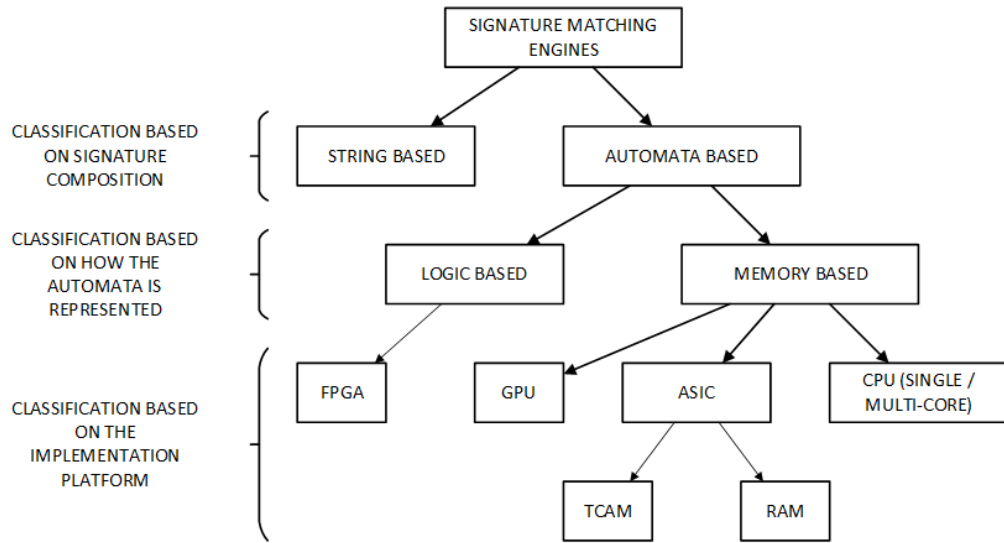 SIGNATURE MATCHING
ENGINES
CLASSIFICATION BASED
ON SIGNATURE
COMPOSITION
STRING BASED
AUTOMATA BASED
CLASSIFICATION BASED
ON HOW THE
AUTOMATA IS
REPRESENTED
LOGIC BASED
MEMORY BASED
CLASSIFICATION BASED
ON THE
IMPLEMENTATION
PLATFORM
FPGA
GPU
ASIC
CPU (SINGLE /
MULTI-CORE)
TCAM
RAM